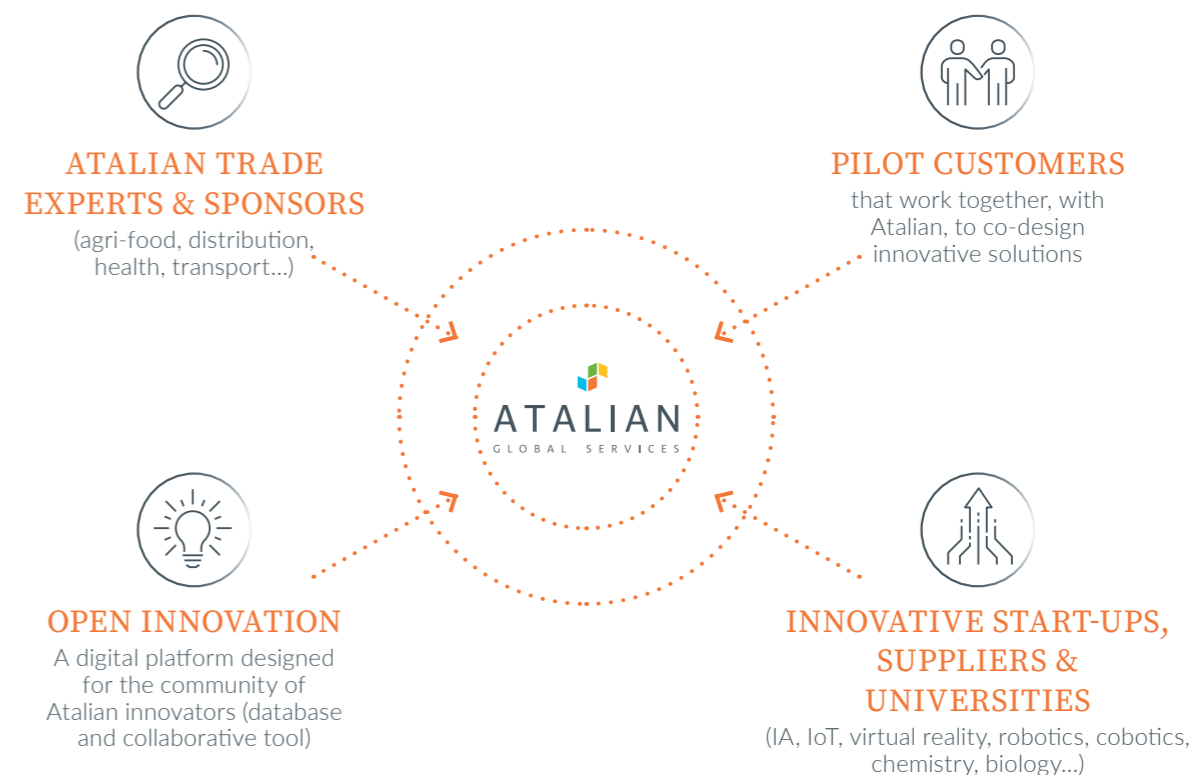 ATALIAN TRADE
EXPERTS & SPONSORS
(agri-food, distribution,
health, transport...)
PILOT CUSTOMERS
that work together, with
Atalian, to co-design
innovative solutions
ATALIAN
GLOBAL SERVICES
OPEN INNOVATION
A digital platform designed
for the community of
Atalian innovators (database
and collaborative tool)
INNOVATIVE START-UPS,
SUPPLIERS &
UNIVERSITIES
(IA, IoT, virtual reality, robotics, cobotics,
chemistry, biology...)